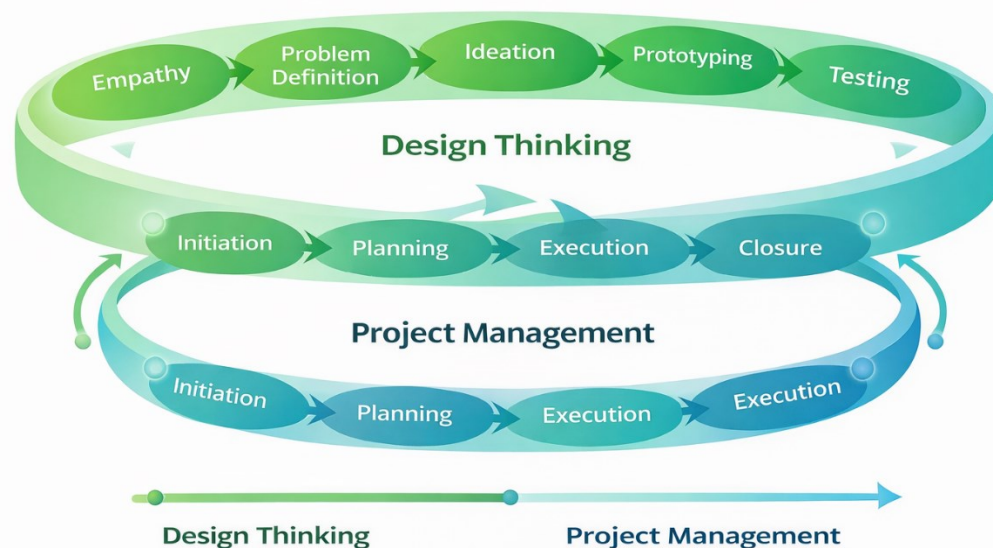 Empathy
Problem
Definition
Ideation
Prototyping
Testing
Design Thinking
Initiation
Planning
Execution
Closure
Project Management
Initiation
Planning
Execution
Execution
Design Thinking
Project Management